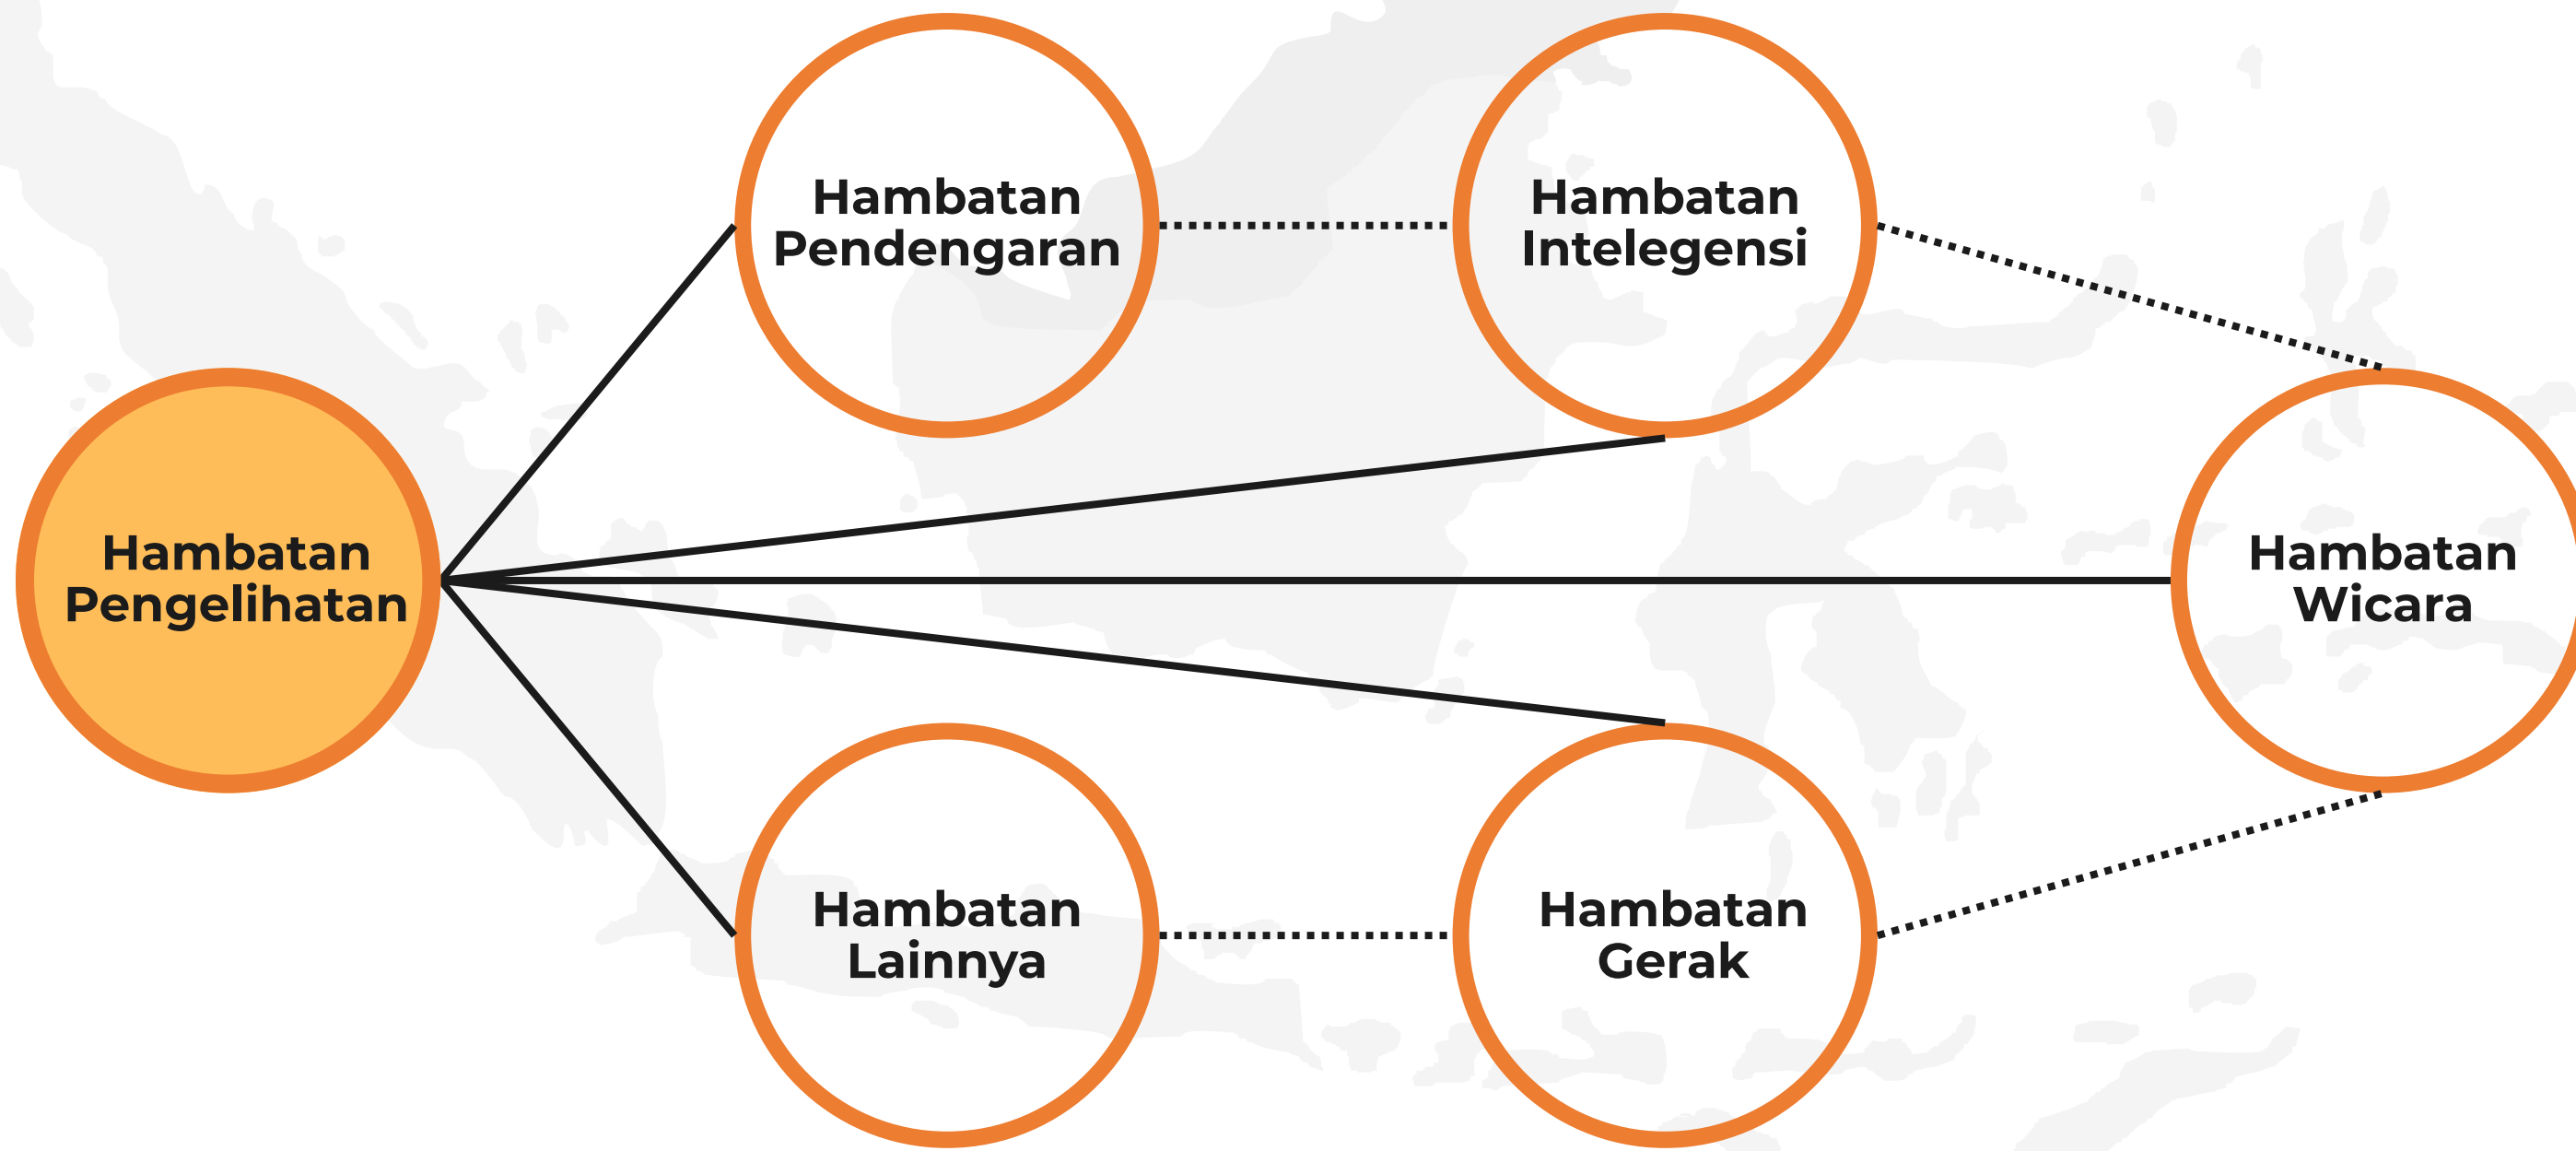 Hambatan
Pendengaran
Hambatan
Intelegensi
Hambatan
Pengelihatan
Hambatan
Wicara
Hambatan
Lainnya
Hambatan
Gerak